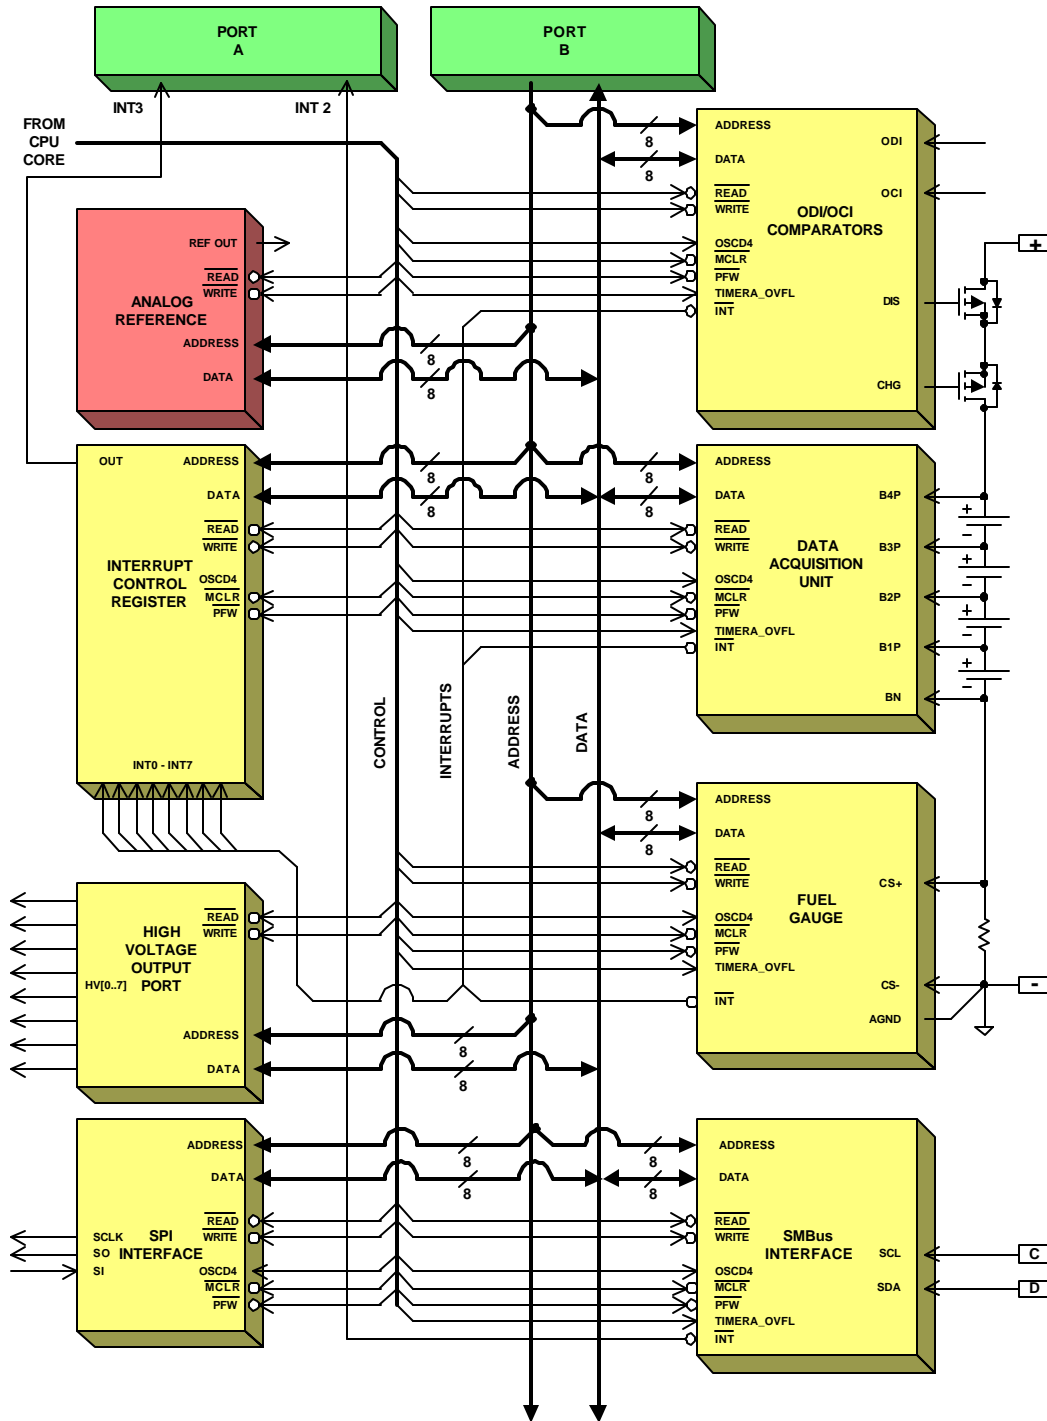 PORT
A
PORT
B
INT3
INT 2
FROM
CPU
CORE
ADDRESS
8
DATA
8
READ
WRITE
OSCD4
MCLR
PFW
TIMERA_OVFL
INT
ODI/OCI
COMPARATORS
ODI
OCI
DIS
CHG
+
REF OUT
READ
WRITE
ANALOG
REFERENCE
ADDRESS
8
DATA
8
OUT
ADDRESS
8
DATA
8
READ
WRITE
INTERRUPT
CONTROL
REGISTER
OSCD4
MCLR
PFW
INT0 - INT7
8
ADDRESS
8
DATA
READ
WRITE
OSCD4
MCLR
PFW
TIMERA_OVFL
INT
DATA
ACQUISITION
UNIT
B4P
B3P
B2P
B1P
BN
+
-
+
-
+
-
+
-
CONTROL
INTERRUPTS
ADDRESS
DATA
8
ADDRESS
8
DATA
READ
WRITE
OSCD4
MCLR
PFW
TIMERA_OVFL
INT
FUEL
GAUGE
CS+
CS-
AGND
-
READ
WRITE
HIGH
VOLTAGE
OUTPUT
PORT
HV[0..7]
ADDRESS
8
DATA
8
ADDRESS
8
DATA
8
READ
WRITE
SPI
INTERFACE
SCLK
SO
SI
OSCD4
MCLR
PFW
8
ADDRESS
8
DATA
READ
WRITE
SMBus
INTERFACE
OSCD4
MCLR
PFW
TIMERA_OVFL
INT
SCL
C
SDA
D